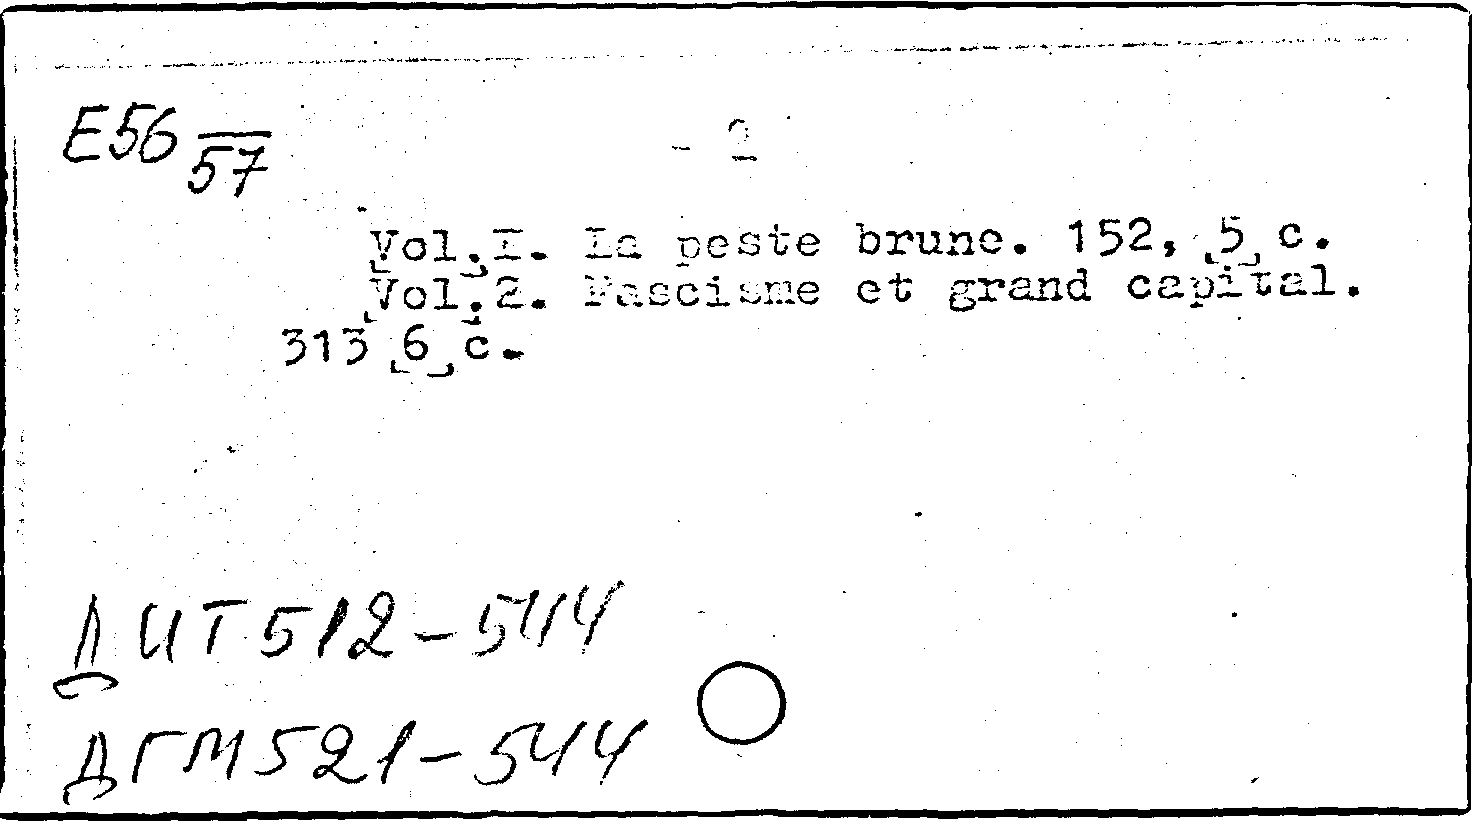 E56 57
- 2
Vol.I. La peste brune. 152, [5] c.
Vol.2. Fascisme et grand capital.
313 [6] c.
ДИТ512-544
ДГМ521-544